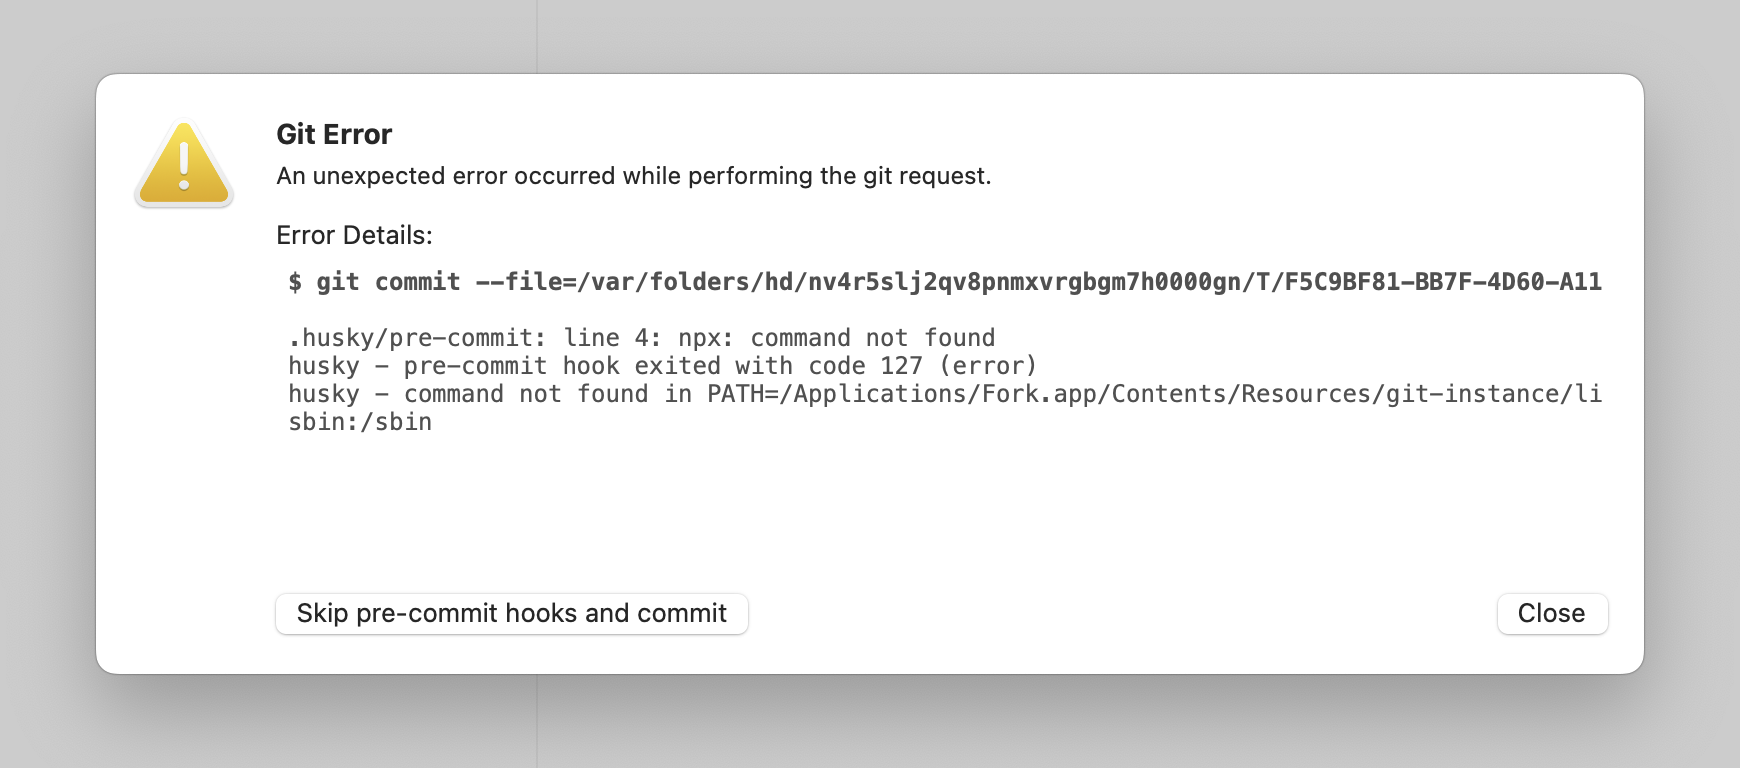 Git Error
An unexpected error occurred while performing the git request.
Error Details:
$ git commit --file=/var/folders/hd/nv4r5slj2qv8pnmxvrgbgm7h0000gn/T/F5C9BF81-BB7F-4D60-A11
.husky/pre-commit: line 4: npx: command not found
husky - pre-commit hook exited with code 127 (error)
husky - command not found in PATH=/Applications/Fork.app/Contents/Resources/git-instance/li
sbin:/sbin
Skip pre-commit hooks and commit
Close